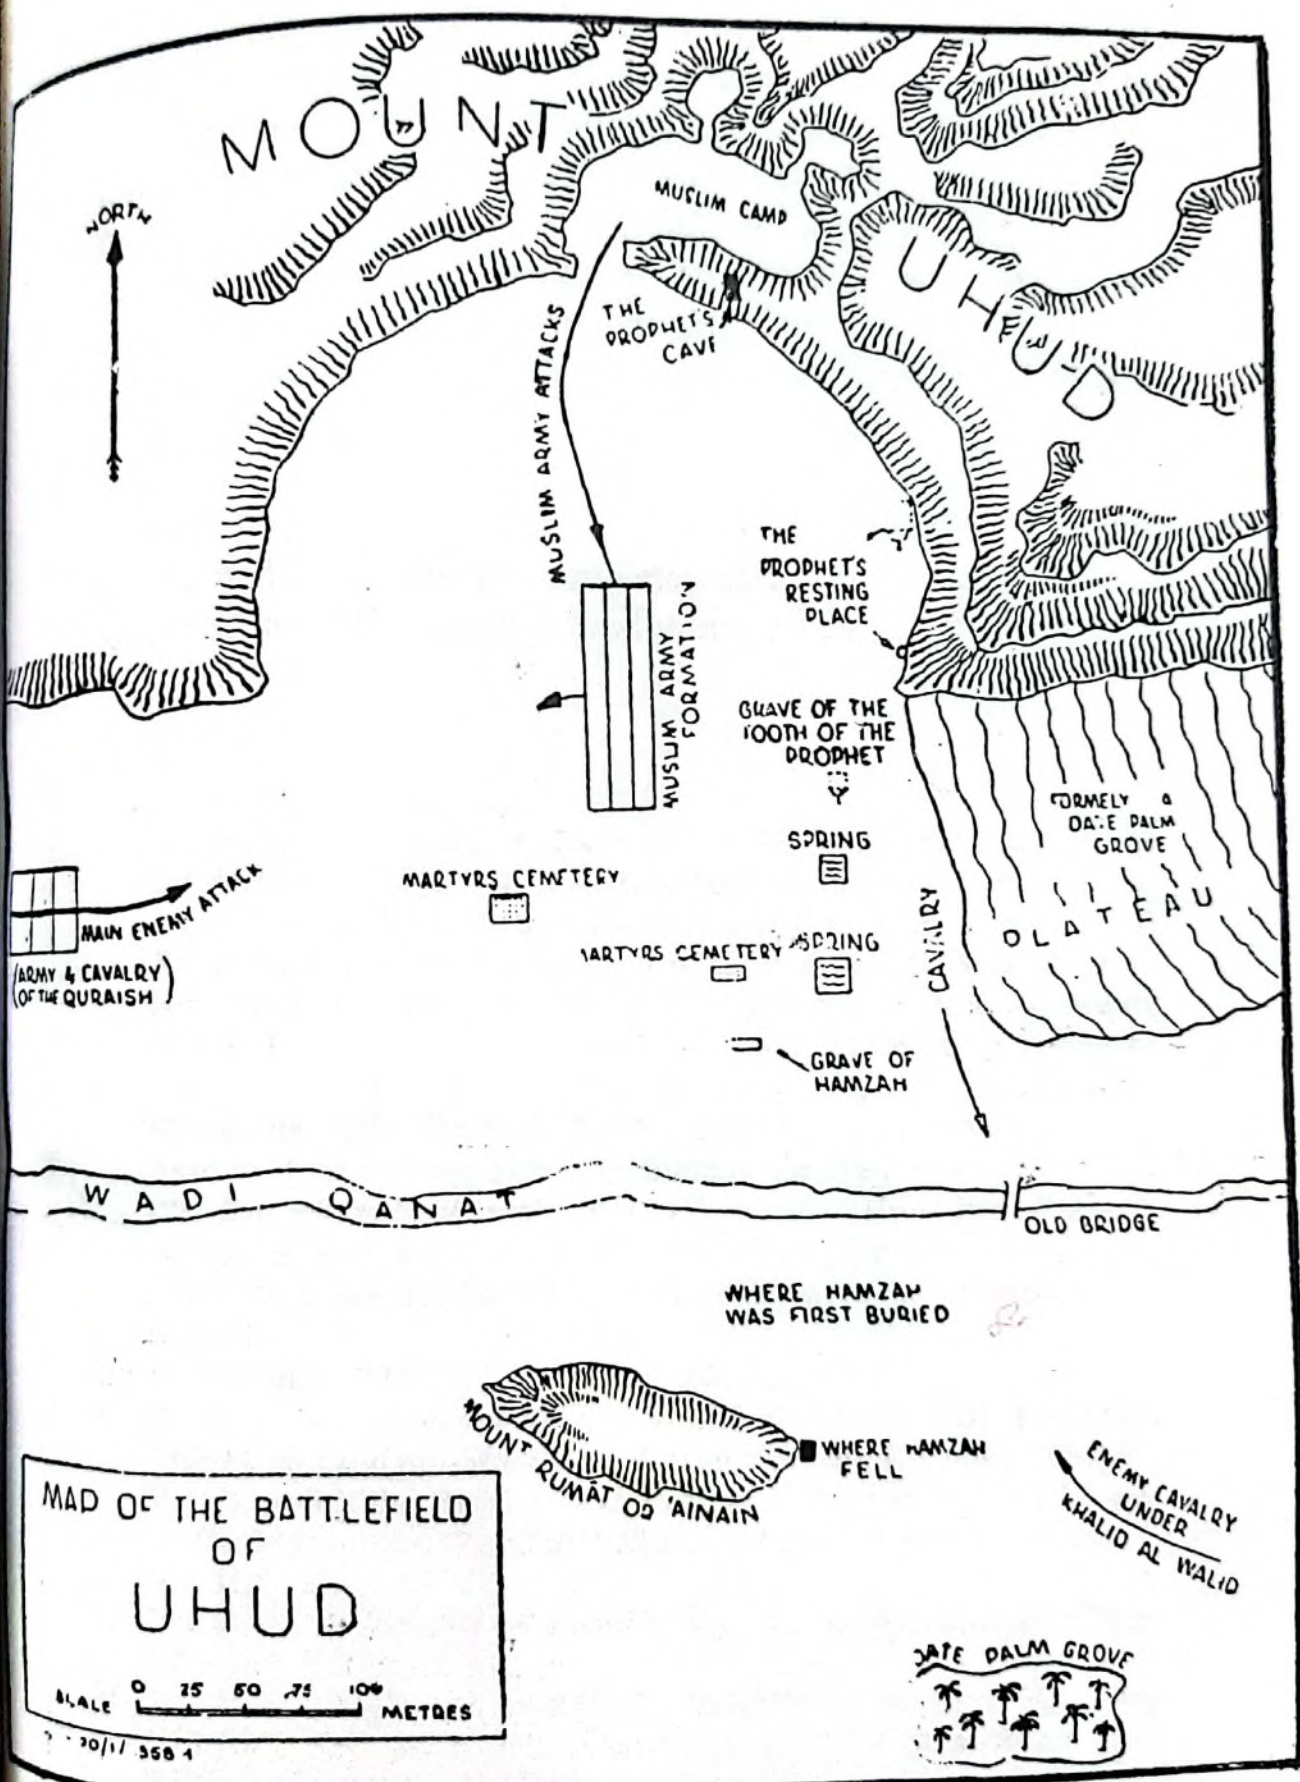 MOUNT
NORTH
MUSLIM CAMP
UHUD
THE
PROPHET'S
CAVE
MUSLIM ARMY ATTACKS
THE
PROPHET'S
RESTING
PLACE
MUSLIM ARMY
FORMATION
GRAVE OF THE
TOOTH OF THE
PROPHET
FORMELY A
DATE PALM
GROVE
PLATEAU
SPRING
MARTYRS CEMETERY
MAIN ENEMY ATTACK
(ARMY & CAVALRY
OF THE QURAISH)
MARTYRS CEMETERY
SPRING
CAVALRY
GRAVE OF
HAMZAH
WADI QANAT
OLD BRIDGE
WHERE HAMZAH
WAS FIRST BURIED
MOUNT RUMĀT OR 'AINAIN
WHERE HAMZAH
FELL
ENEMY CAVALRY
UNDER
KHALID AL WALID
MAP OF THE BATTLEFIELD
OF
UHUD
SCALE 0 25 50 75 100 METRES
DATE PALM GROVE